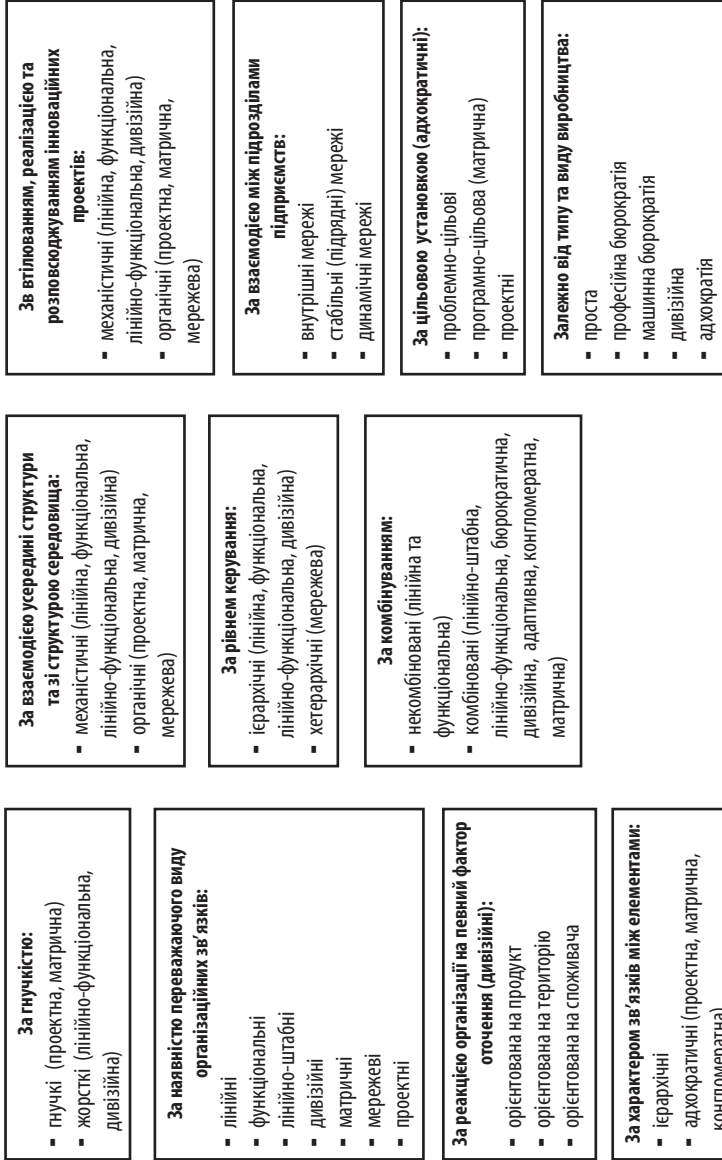 За гнучкістю:
▪ гнучкі (проектна, матрична)
▪ жорсткі (лінійно-функціональна,
дивізійна)
За наявністю переважаючого виду
організаційних зв’язків:
▪ лінійні
▪ функціональні
▪ лінійно-штабні
▪ дивізійні
▪ матричні
▪ мережеві
▪ проектні
За реакцією організації на певний фактор
оточення (дивізійні):
▪ орієнтована на продукт
▪ орієнтована на територію
▪ орієнтована на споживача
За характером зв’язків між елементами:
▪ ієрархічні
▪ адхократичні (проектна, матрична,
конгломератна)
За взаємодією усередині структури
та зі структурою середовища:
▪ механістичні (лінійна, функціональна,
лінійно-функціональна, дивізійна)
▪ органічні (проектна, матрична,
мережева)
За рівнем керування:
▪ ієрархічні (лінійна, функціональна,
лінійно-функціональна, дивізійна)
▪ хетерархічні (мережева)
За комбінуванням:
▪ некомбіновані (лінійна та
функціональна)
▪ комбіновані (лінійно-штабна,
лінійно-функціональна, бюрократична,
дивізійна, адаптивна, конгломератна,
матрична)
Зв втілюванням, реалізацією та
розповсюджуванням інноваційних
проектів:
▪ механістичні (лінійна, функціональна,
лінійно-функціональна, дивізійна)
▪ органічні (проектна, матрична,
мережева)
За взаємодією між підрозділами
підприємств:
▪ внутрішні мережі
▪ стабільні (підрядні) мережі
▪ динамічні мережі
За цільовою установкою (адхократичні):
▪ проблемно-цільові
▪ програмно-цільова (матрична)
▪ проектні
Залежно від типу та виду виробництва:
▪ проста
▪ професійна бюрократія
▪ машинна бюрократія
▪ дивізійна
▪ адхократія